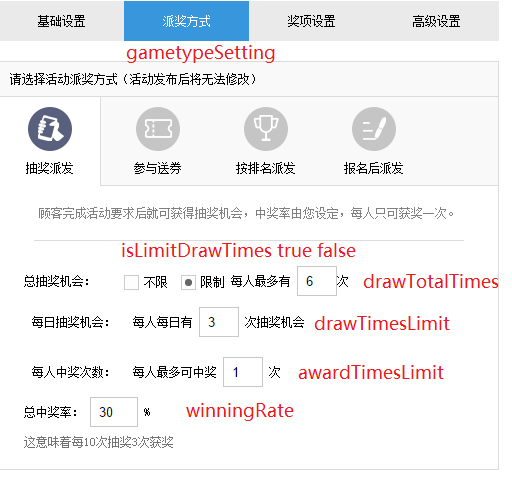 基础设置 派奖方式 奖项设置 高级设置
gametypeSetting
请选择活动派奖方式（活动发布后将无法修改）
抽奖派发 参与送券 按排名派发 报名后派发
顾客完成活动要求后就可获得抽奖机会，中奖率由您设定，每人只可获奖一次。
isLimitDrawTimes true false
总抽奖机会： 不限 限制 每人最多有 6 次 drawTotalTimes
每日抽奖机会： 每人每日有 3 次抽奖机会 drawTimesLimit
每人中奖次数： 每人最多可中奖 1 次 awardTimesLimit
总中奖率： 30 % winningRate
这意味着每10次抽奖3次获奖